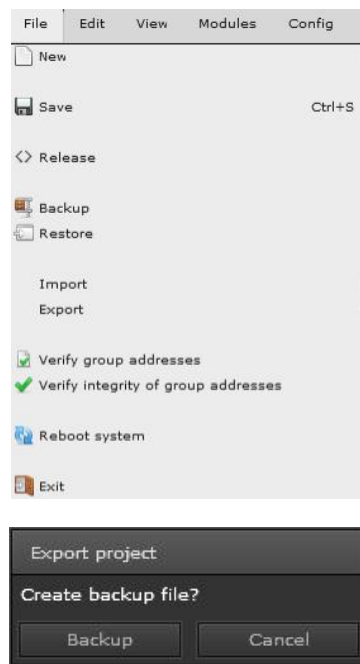 File Edit View Modules Config
New
Save Ctrl+S
<> Release
Backup
Restore
Import
Export
Verify group addresses
Verify integrity of group addresses
Reboot system
Exit
Export project
Create backup file?
Backup Cancel